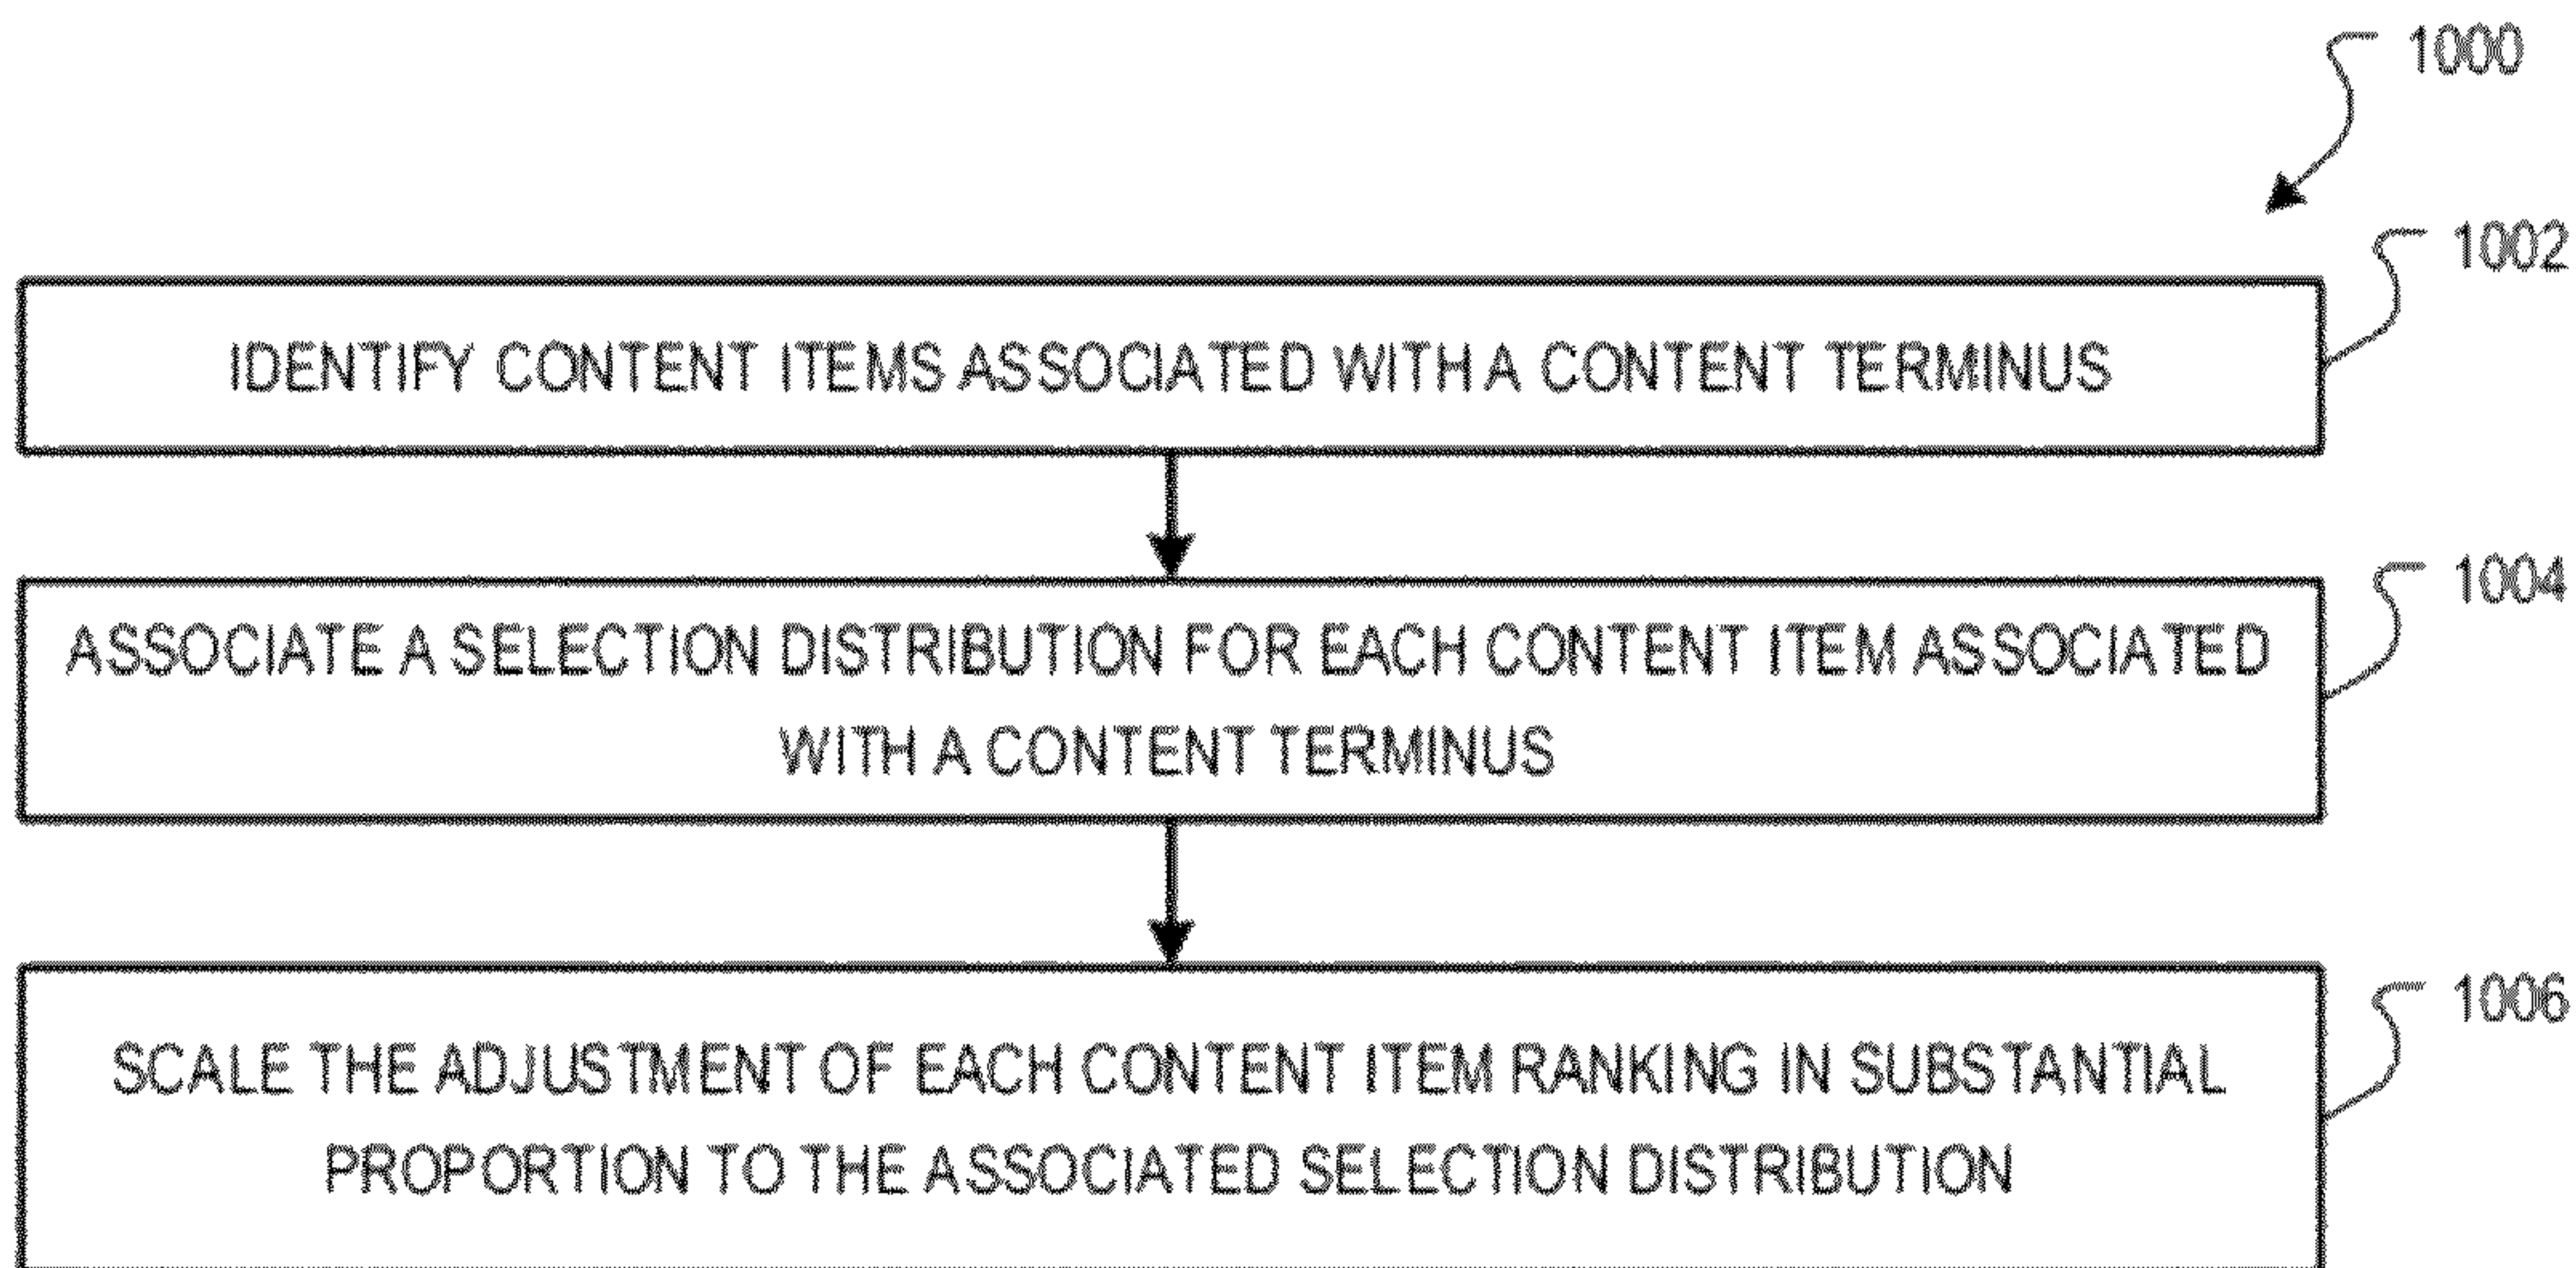 1000
1002
IDENTIFY CONTENT ITEMS ASSOCIATED WITH A CONTENT TERMINUS
1004
ASSOCIATE A SELECTION DISTRIBUTION FOR EACH CONTENT ITEM ASSOCIATED
WITH A CONTENT TERMINUS
1006
SCALE THE ADJUSTMENT OF EACH CONTENT ITEM RANKING IN SUBSTANTIAL
PROPORTION TO THE ASSOCIATED SELECTION DISTRIBUTION